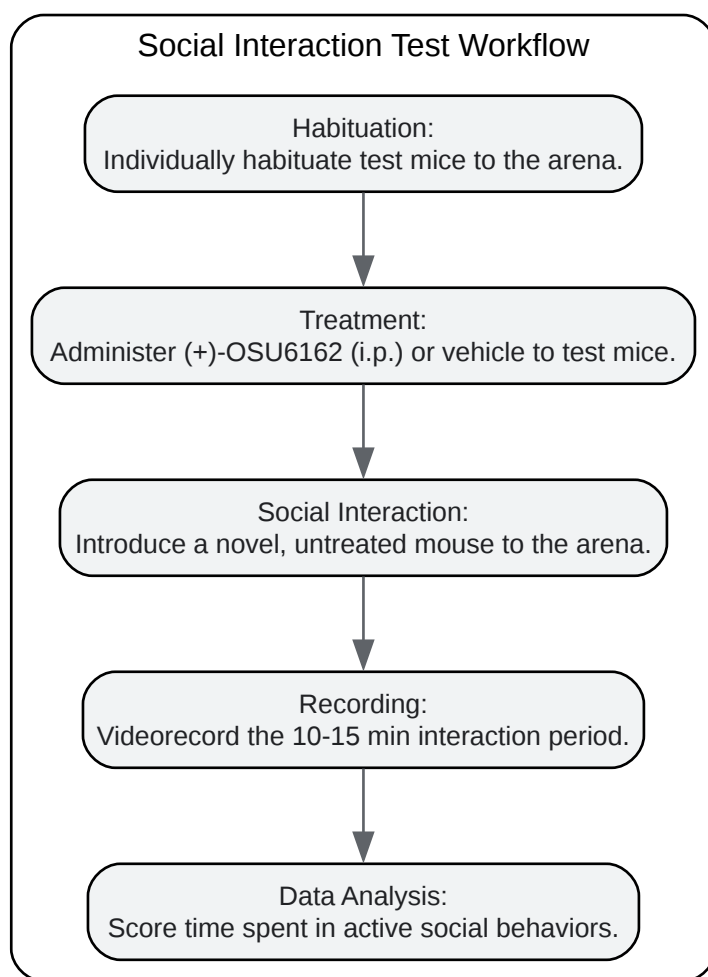 Social Interaction Test Workflow
Habituation:
Individually habituate test mice to the arena.
Treatment:
Administer (+)-OSU6162 (i.p.) or vehicle to test mice.
Social Interaction:
Introduce a novel, untreated mouse to the arena.
Recording:
Videorecord the 10-15 min interaction period.
Data Analysis:
Score time spent in active social behaviors.